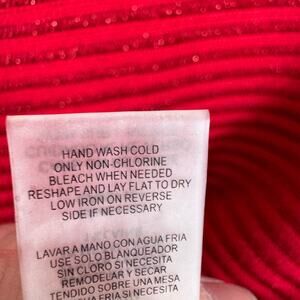 HAND WASH COLD
ONLY NON-CHLORINE
BLEACH WHEN NEEDED
RESHAPE AND LAY FLAT TO DRY
LOW IRON ON REVERSE
SIDE IF NECESSARY
LAVAR A MANO CON AGUA FRIA
USE SOLO BLANQUEADOR
SIN CLORO SI NECESITA
REMODELAR Y SECAR
TENDIDO SOBRE UNA MESA
SI NECESITA